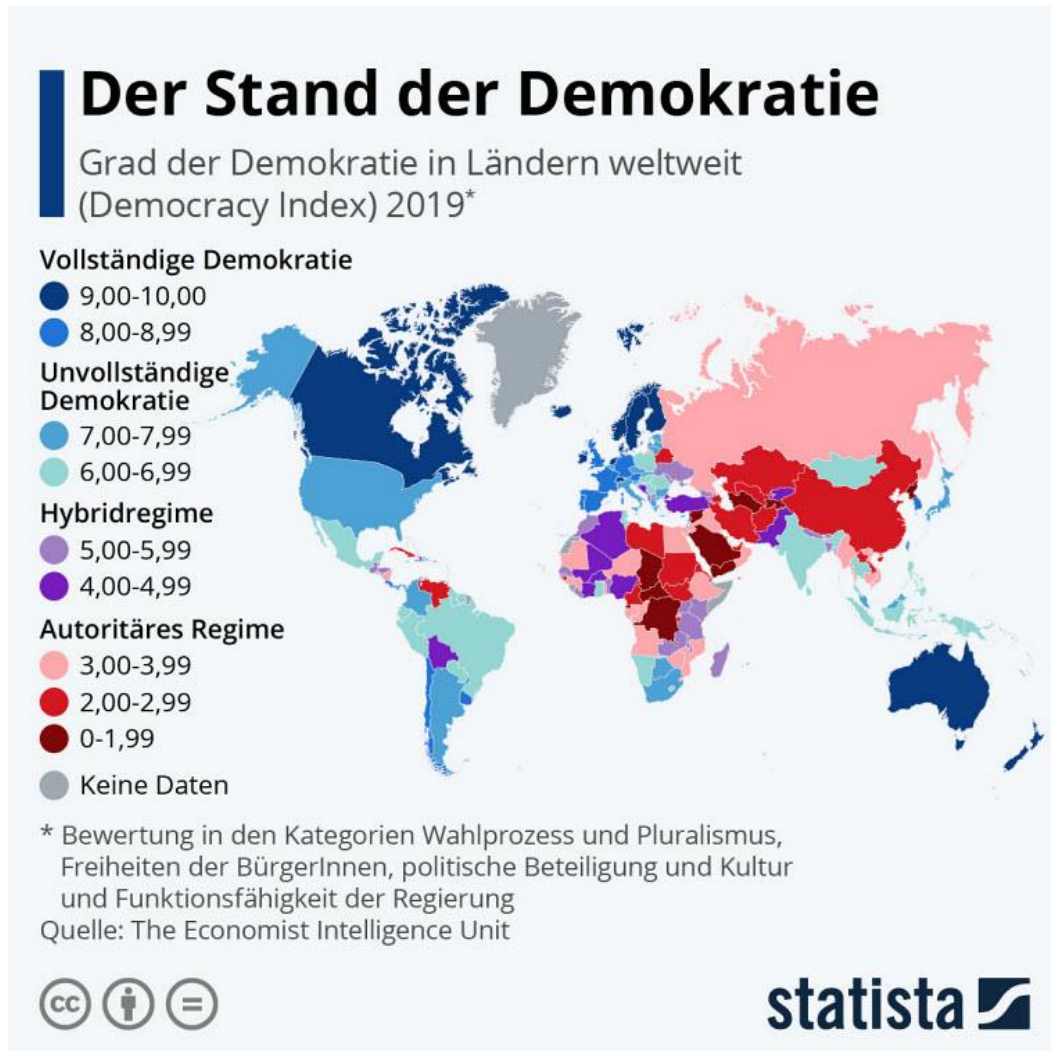 Der Stand der Demokratie
Grad der Demokratie in Ländern weltweit
(Democracy Index) 2019*
Vollständige Demokratie
9,00-10,00
8,00-8,99
Unvollständige
Demokratie
7,00-7,99
6,00-6,99
Hybridregime
5,00-5,99
4,00-4,99
Autoritäres Regime
3,00-3,99
2,00-2,99
0-1,99
Keine Daten
* Bewertung in den Kategorien Wahlprozess und Pluralismus,
Freiheiten der BürgerInnen, politische Beteiligung und Kultur
und Funktionsfähigkeit der Regierung
Quelle: The Economist Intelligence Unit
cc
statista